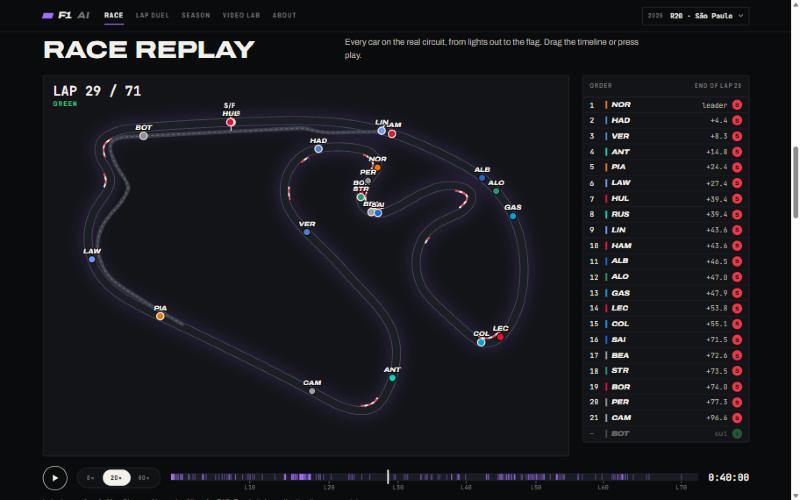 F1 AI RACE LAP DUEL SEASON VIDEO LAB ABOUT 2025 R20 · São Paulo
RACE REPLAY
Every car on the real circuit, from lights out to the flag. Drag the timeline or press
play.
LAP 29 / 71
GREEN
S/F
HUL
BOT
LIN
HAM
HAD
NOR
PER
STR
SAI
ALB
ALO
GAS
VER
LAW
PIA
COL
LEC
ANT
CAM
ORDER END OF LAP 28
1 NOR leader S
2 HAD +4.4 S
3 VER +8.3 S
4 ANT +14.8 S
5 PIA +24.4 S
6 LAW +27.4 S
7 HUL +39.4 S
8 RUS +39.4 S
9 LIN +43.6 S
10 HAM +43.6 S
11 ALB +46.5 S
12 ALO +47.0 S
13 GAS +47.9 S
14 LEC +53.8 S
15 COL +55.1 S
16 SAI +71.5 S
17 BEA +72.6 S
18 STR +73.5 S
19 BOR +74.0 S
20 PER +77.3 S
21 CAM +96.6 S
– BOT out
20×
L10 L20 L30 L40 L50 L60 L70
0:40:00